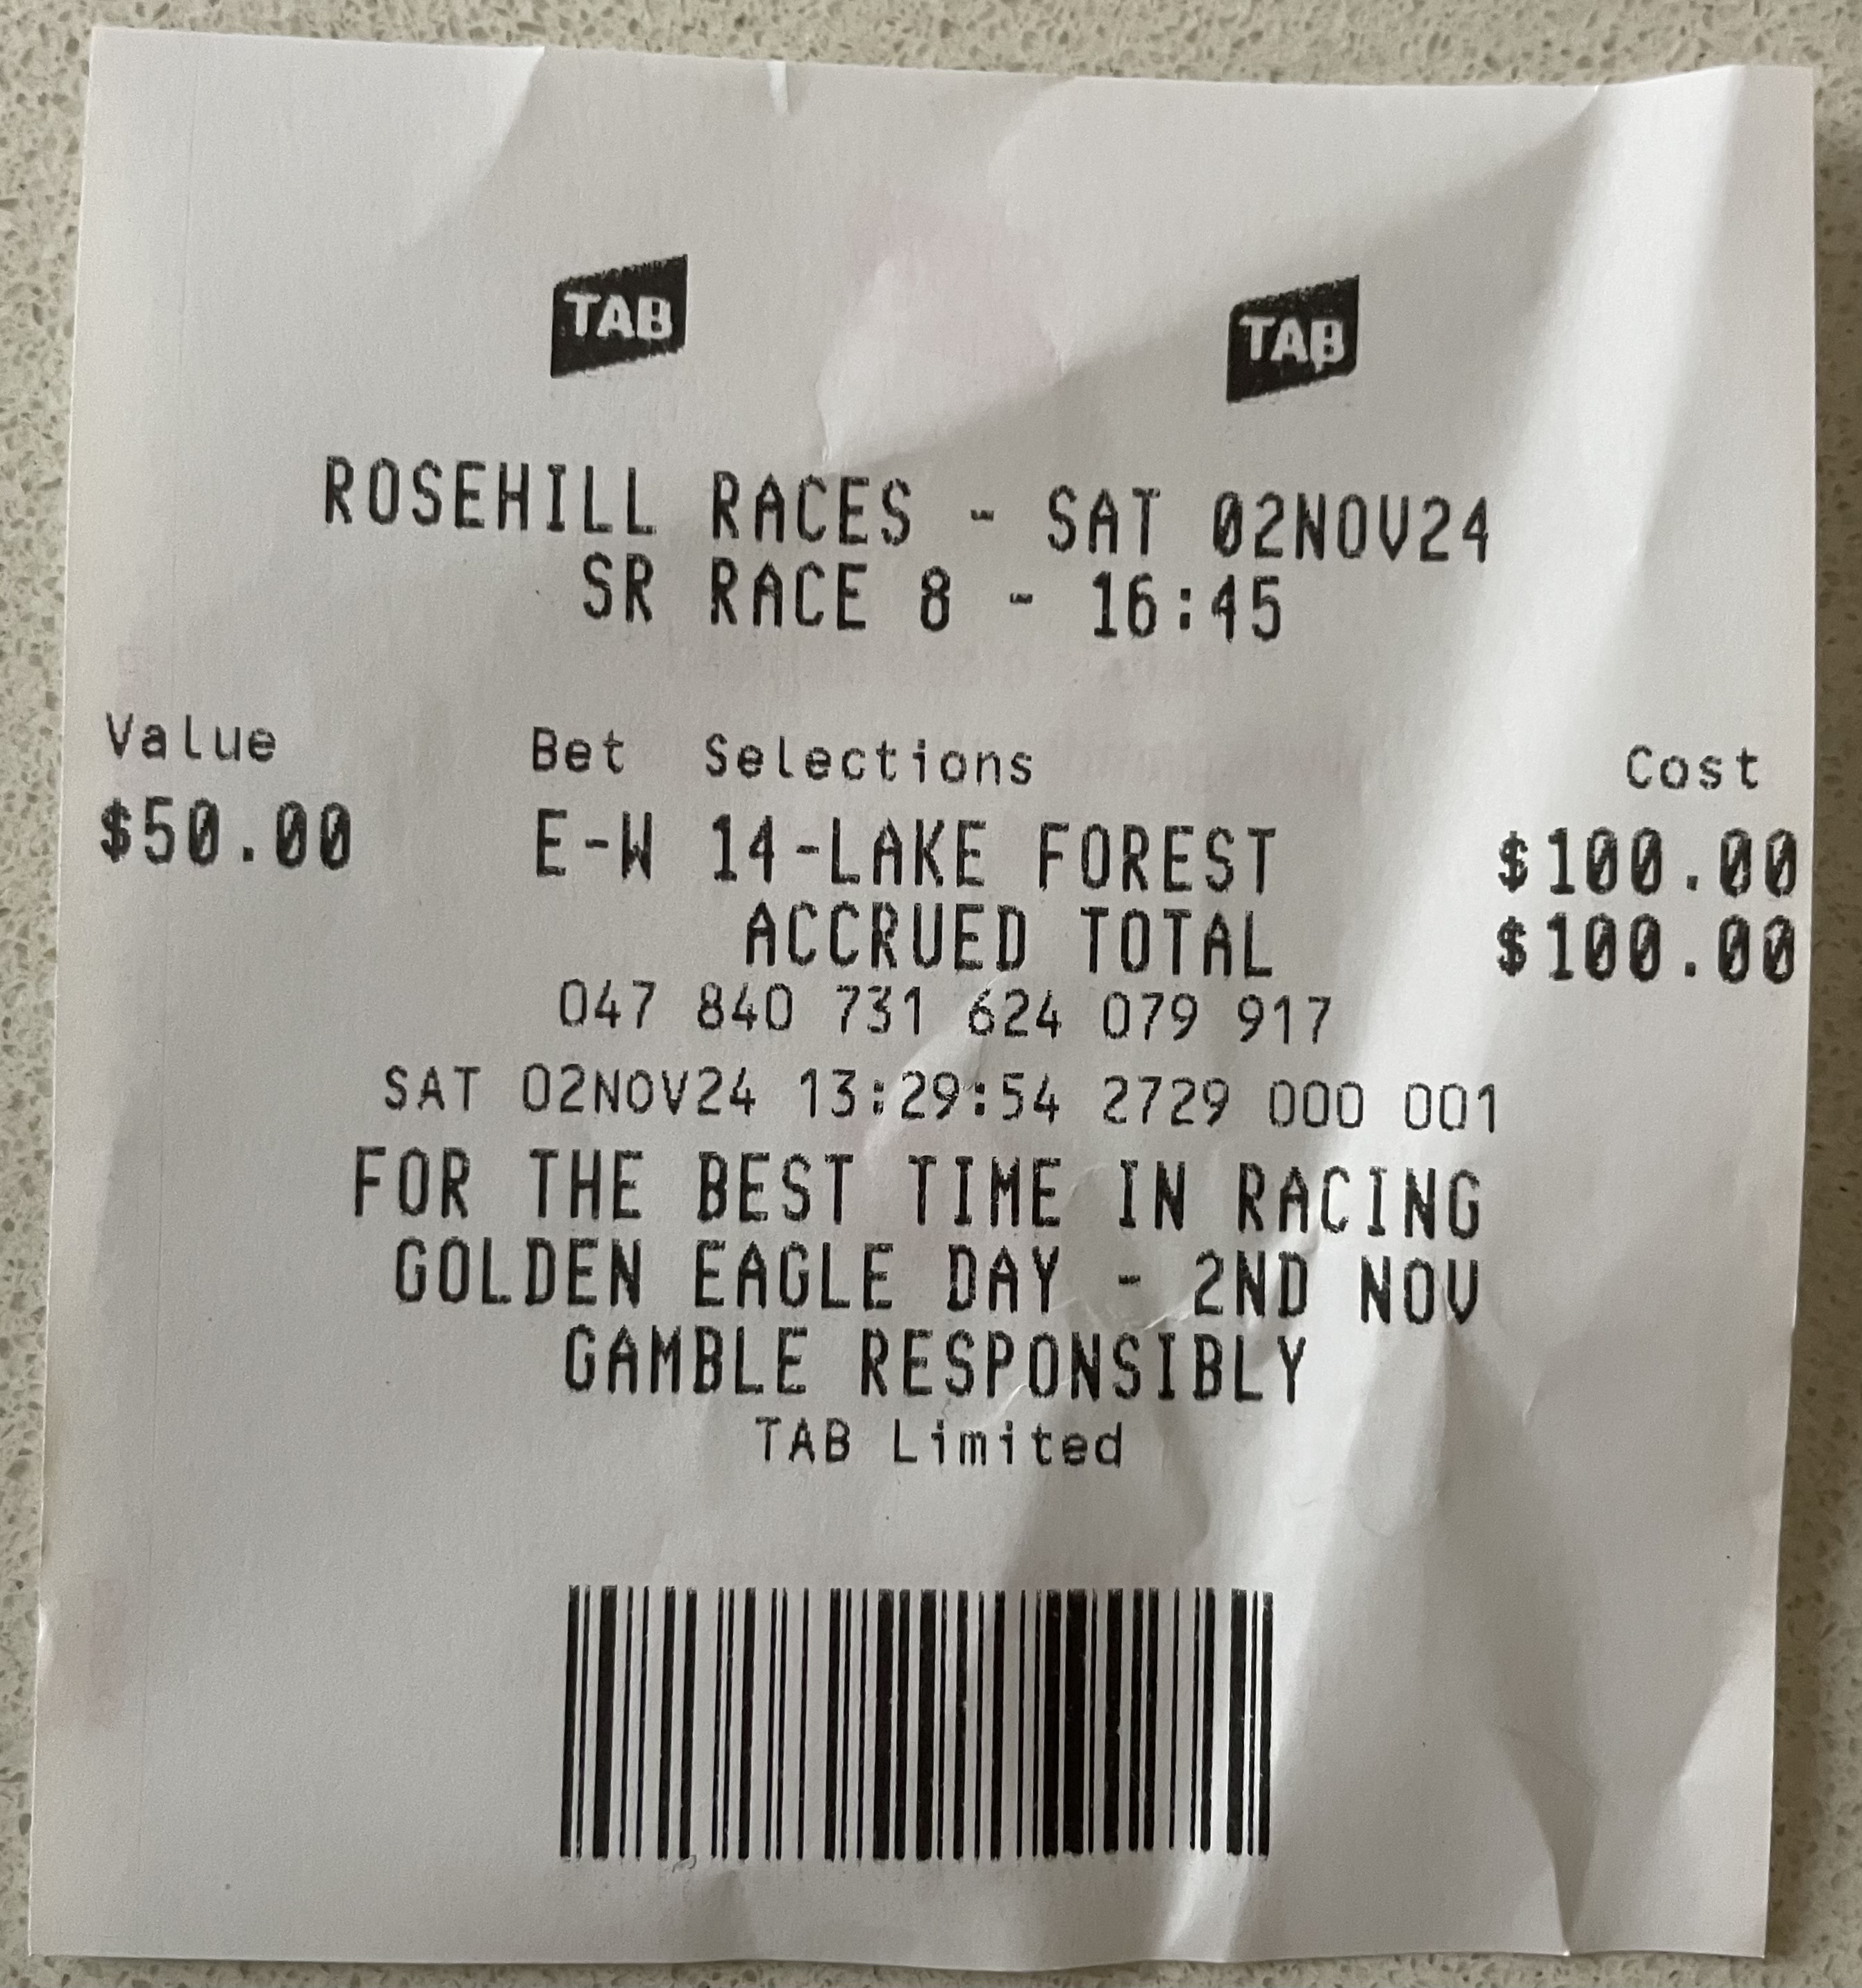 TAB TAB
ROSEHILL RACES - SAT 02NOV24
SR RACE 8 - 16:45
Value Bet Selections Cost
$50.00 E-W 14-LAKE FOREST $100.00
ACCRUED TOTAL $100.00
047 840 731 624 079 917
SAT 02NOV24 13:29:54 2729 000 001
FOR THE BEST TIME IN RACING
GOLDEN EAGLE DAY - 2ND NOV
GAMBLE RESPONSIBLY
TAB Limited